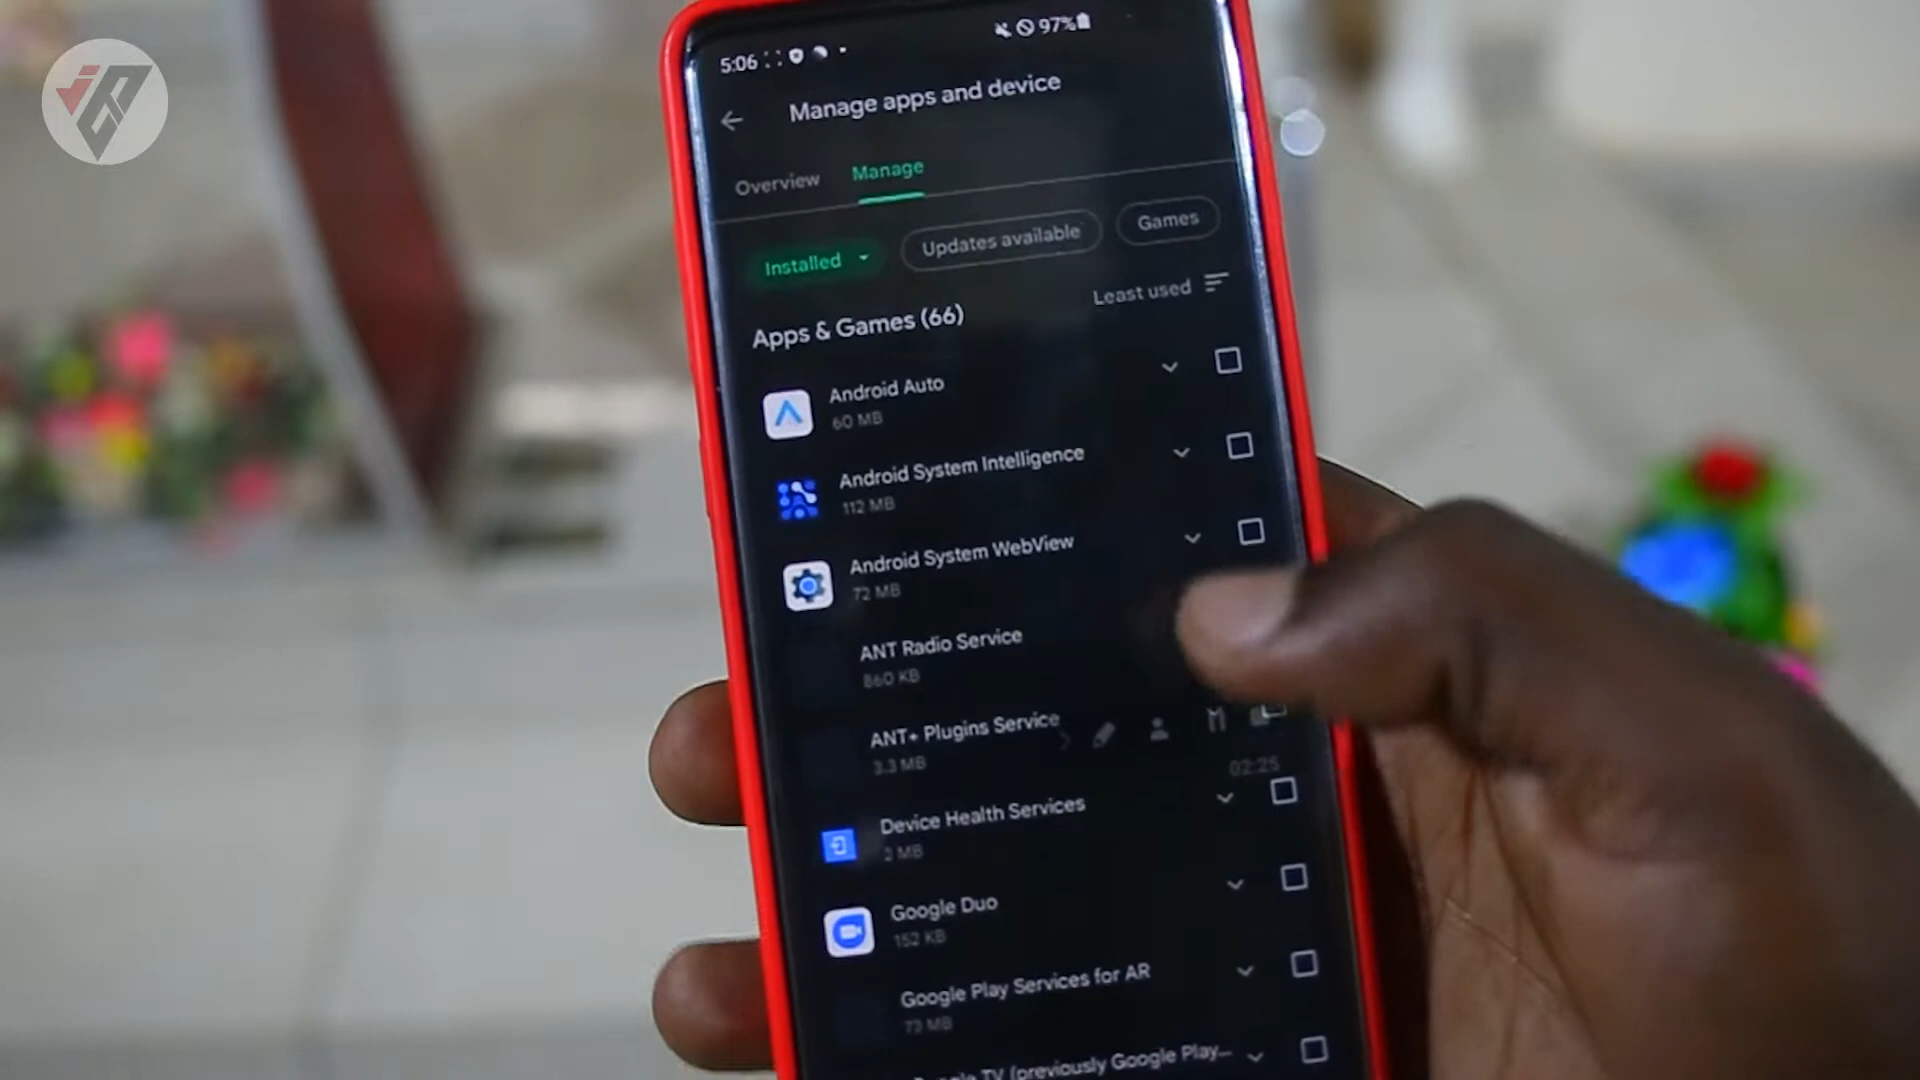 5:06
97%
Manage apps and device
Overview
Manage
Installed
Updates available
Games
Least used
Apps & Games (66)
Android Auto
60 MB
Android System Intelligence
112 MB
Android System WebView
72 MB
ANT Radio Service
860 KB
ANT+ Plugins Service
3.3 MB
02:25
Device Health Services
2 MB
Google Duo
152 KB
Google Play Services for AR
73 MB
TV (previously Google Play...